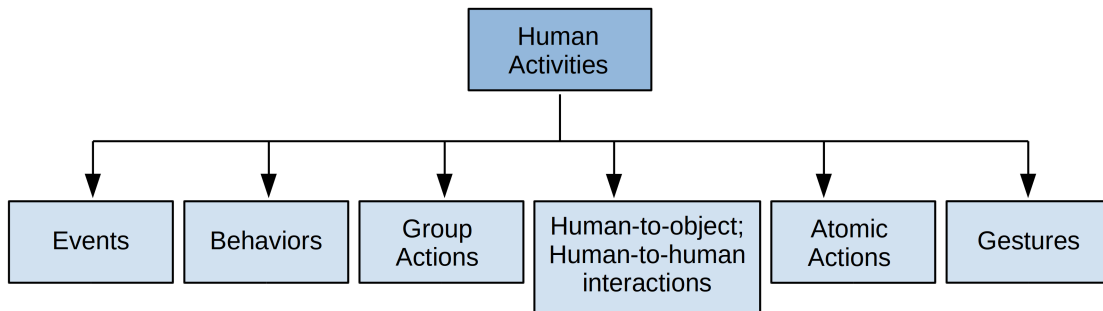 Human
Activities
Events
Behaviors
Group
Actions
Human-to-object;
Human-to-human
interactions
Atomic
Actions
Gestures